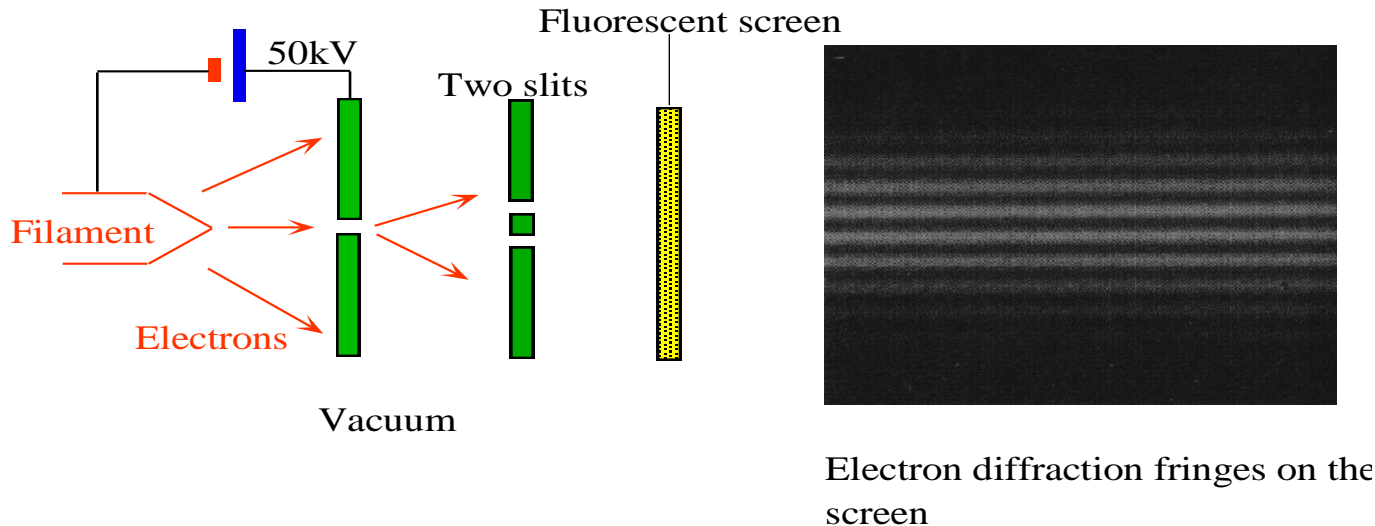 Fluorescent screen
50kV
Two slits
Filament
Electrons
Vacuum
Electron diffraction fringes on the
screen